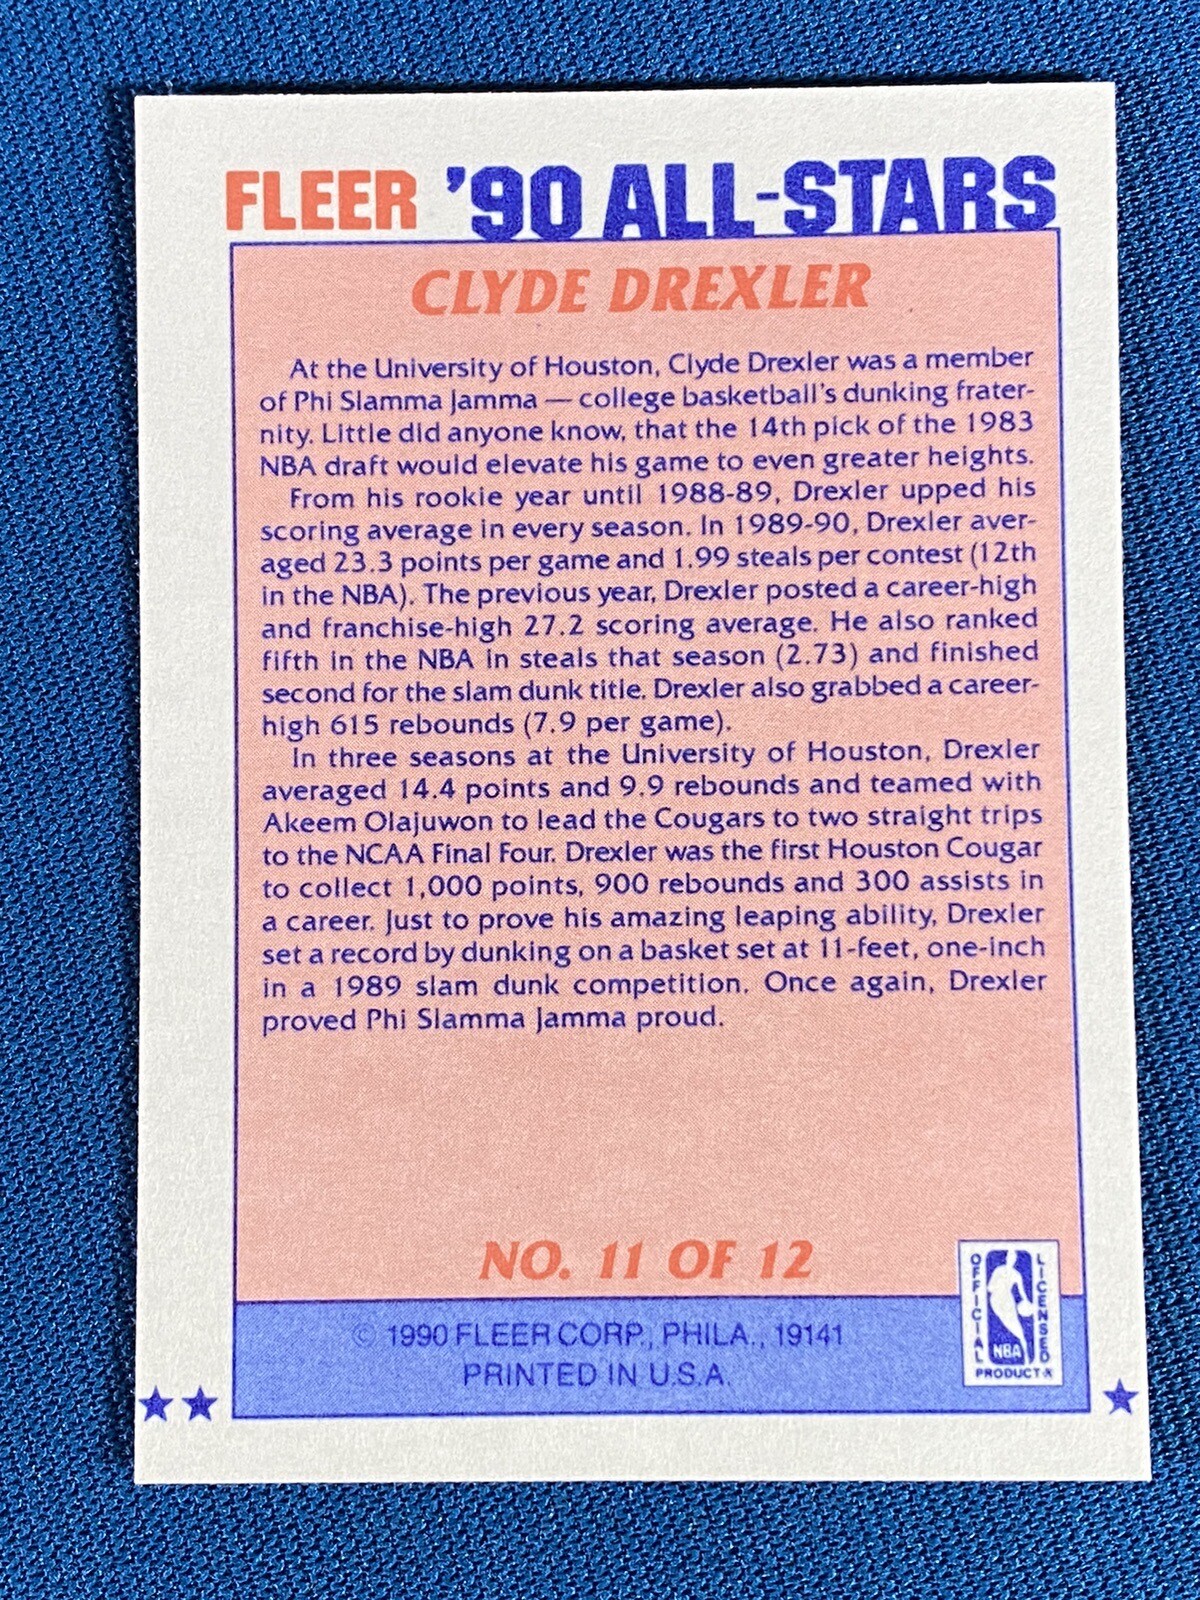 FLEER '90 ALL-STARS
CLYDE DREXLER
At the University of Houston, Clyde Drexler was a member
of Phi Slamma Jamma — college basketball's dunking frater-
nity. Little did anyone know, that the 14th pick of the 1983
NBA draft would elevate his game to even greater heights.
From his rookie year until 1988-89, Drexler upped his
scoring average in every season. In 1989-90, Drexler aver-
aged 23.3 points per game and 1.99 steals per contest (12th
in the NBA). The previous year, Drexler posted a career-high
and franchise-high 27.2 scoring average. He also ranked
fifth in the NBA in steals that season (2.73) and finished
second for the slam dunk title. Drexler also grabbed a career-
high 615 rebounds (7.9 per game).
In three seasons at the University of Houston, Drexler
averaged 14.4 points and 9.9 rebounds and teamed with
Akeem Olajuwon to lead the Cougars to two straight trips
to the NCAA Final Four. Drexler was the first Houston Cougar
to collect 1,000 points, 900 rebounds and 300 assists in
a career. Just to prove his amazing leaping ability, Drexler
set a record by dunking on a basket set at 11-feet, one-inch
in a 1989 slam dunk competition. Once again, Drexler
proved Phi Slamma Jamma proud.
NO. 11 OF 12
© 1990 FLEER CORP., PHILA., 19141
PRINTED IN U.S.A.
OFFICIAL
LICENSED
NBA
PRODUCT